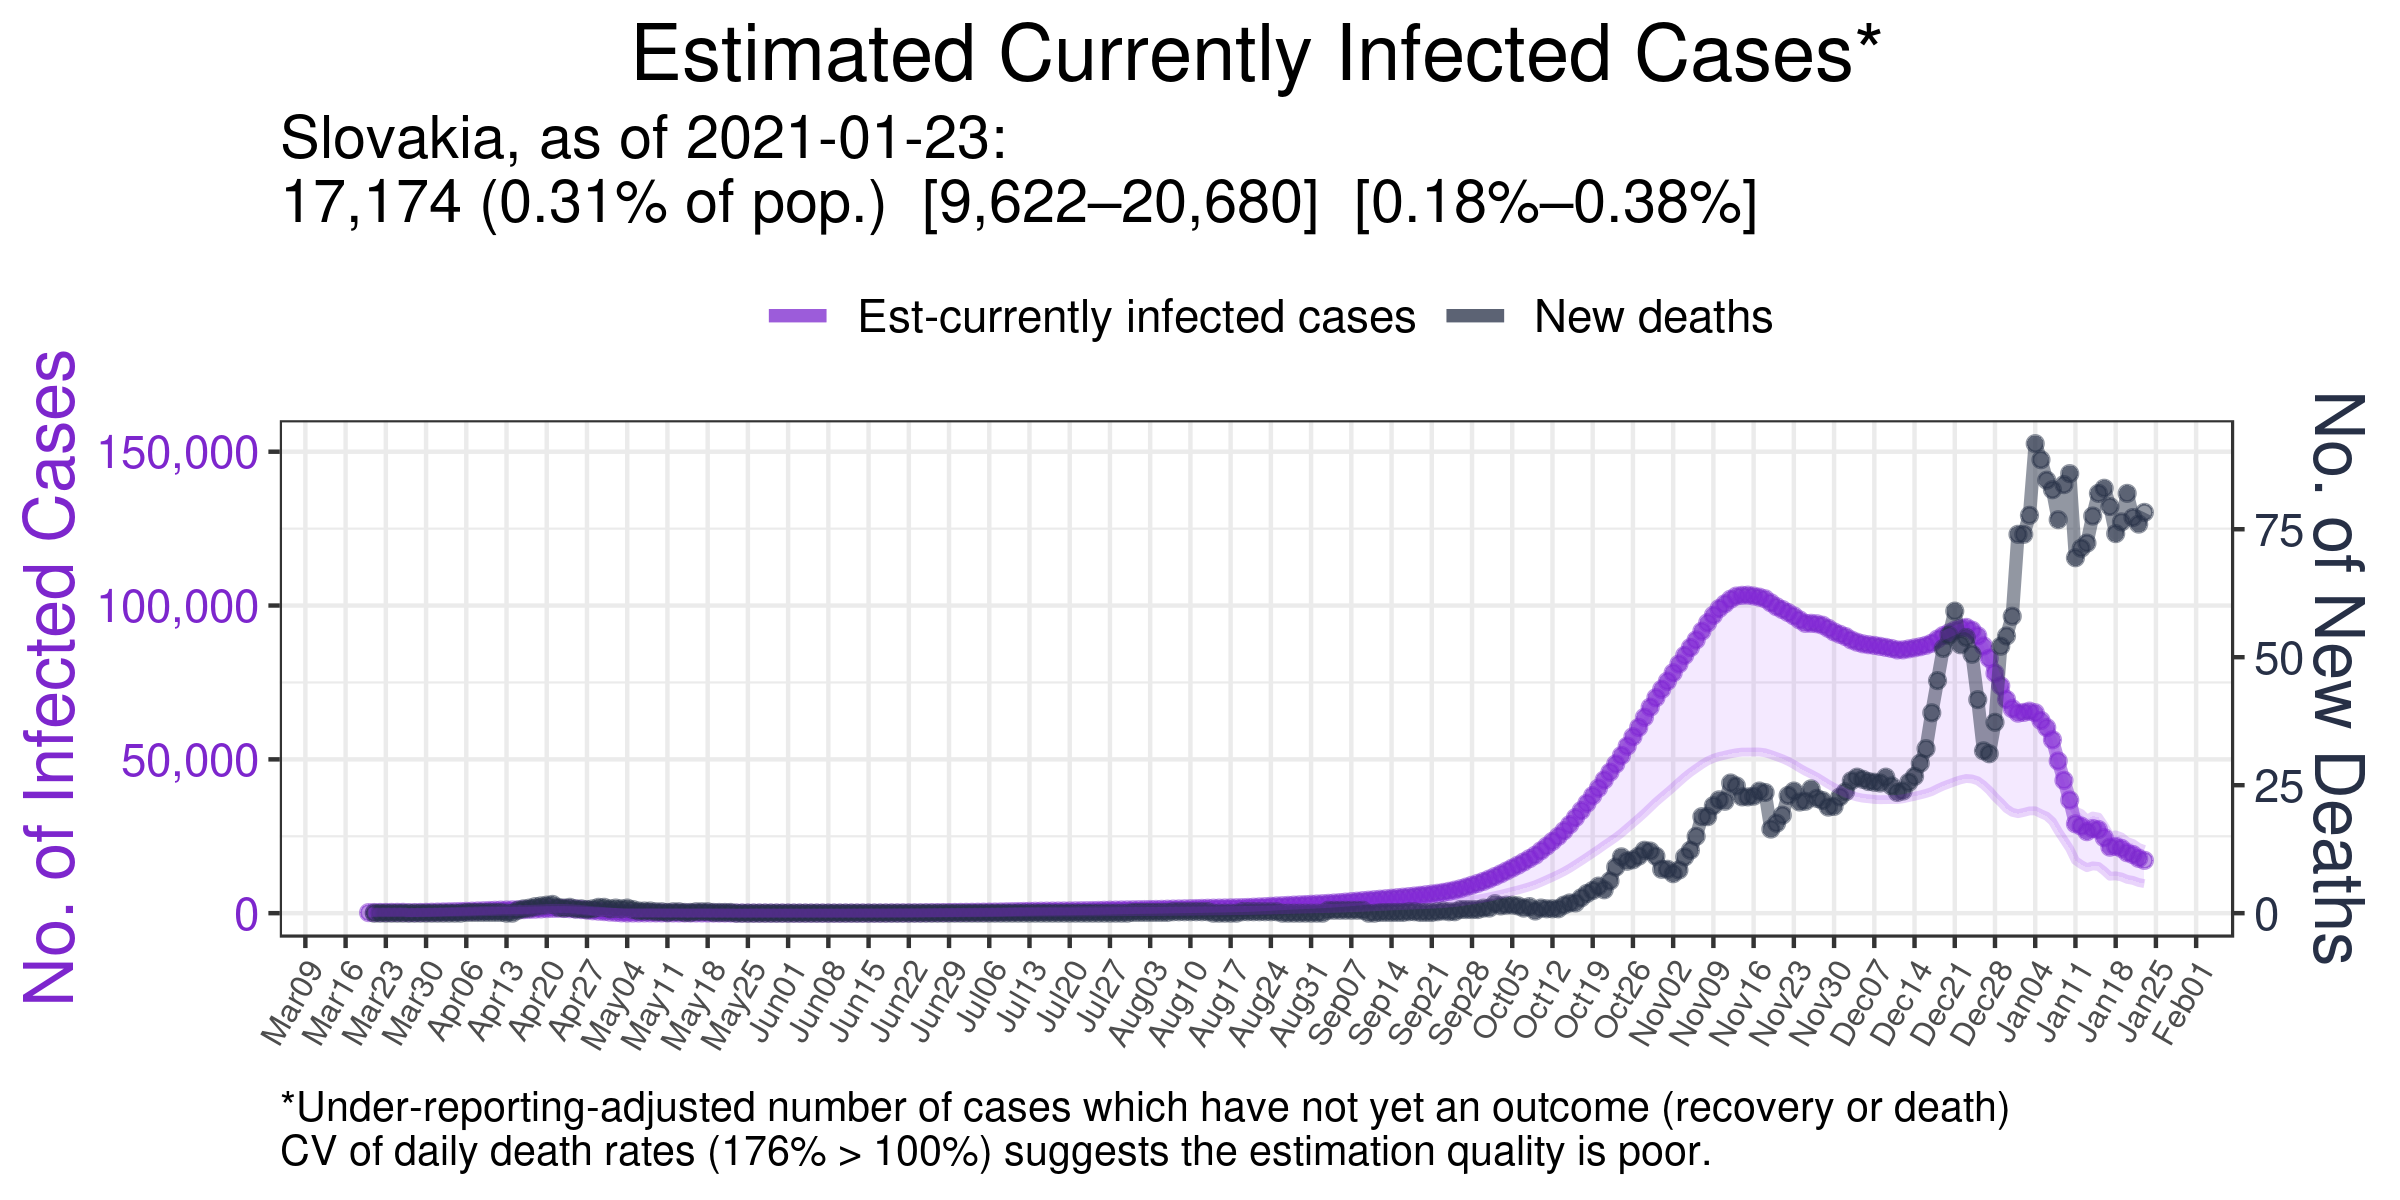 Estimated Currently Infected Cases*
Slovakia, as of 2021-01-23:
17,174 (0.31% of pop.) [9,622–20,680] [0.18%–0.38%]
Est-currently infected cases New deaths
No. of Infected Cases
150,000
100,000
50,000
0
75
50
25
0
No. of New Deaths
Mar09 Mar16 Mar23 Mar30 Apr06 Apr13 Apr20 Apr27 May04 May11 May18 May25 Jun01 Jun08 Jun15 Jun22 Jun29 Jul06 Jul13 Jul20 Jul27 Aug03 Aug10 Aug17 Aug24 Aug31 Sep07 Sep14 Sep21 Sep28 Oct05 Oct12 Oct19 Oct26 Nov02 Nov09 Nov16 Nov23 Nov30 Dec07 Dec14 Dec21 Dec28 Jan04 Jan11 Jan18 Jan25 Feb01
*Under-reporting-adjusted number of cases which have not yet an outcome (recovery or death)
CV of daily death rates (176% > 100%) suggests the estimation quality is poor.